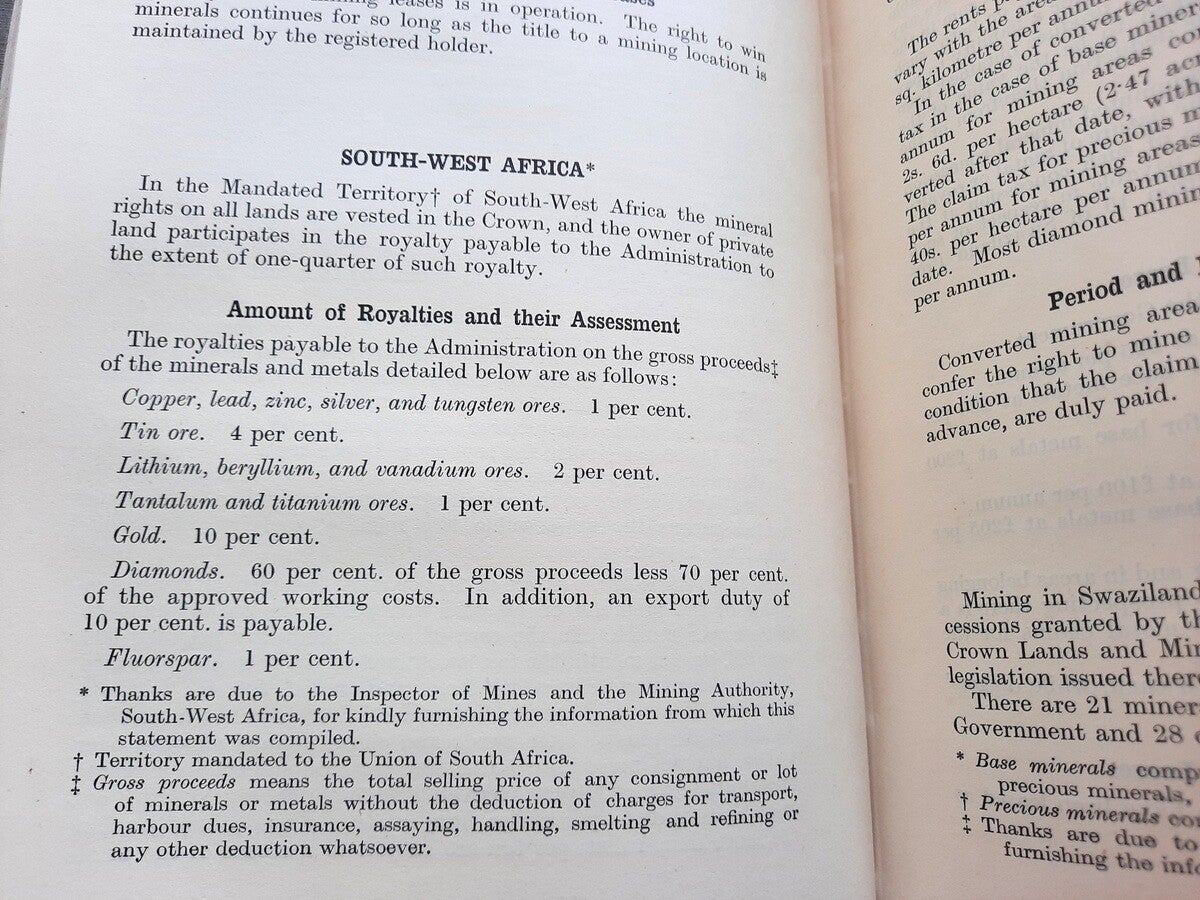 mining leases is in operation. The right to win
minerals continues for so long as the title to a mining location is
maintained by the registered holder.
SOUTH-WEST AFRICA*
In the Mandated Territory† of South-West Africa the mineral
rights on all lands are vested in the Crown, and the owner of private
land participates in the royalty payable to the Administration to
the extent of one-quarter of such royalty.
Amount of Royalties and their Assessment
The royalties payable to the Administration on the gross proceeds‡
of the minerals and metals detailed below are as follows:
Copper, lead, zinc, silver, and tungsten ores. 1 per cent.
Tin ore. 4 per cent.
Lithium, beryllium, and vanadium ores. 2 per cent.
Tantalum and titanium ores. 1 per cent.
Gold. 10 per cent.
Diamonds. 60 per cent. of the gross proceeds less 70 per cent.
of the approved working costs. In addition, an export duty of
10 per cent. is payable.
Fluorspar. 1 per cent.
* Thanks are due to the Inspector of Mines and the Mining Authority,
South-West Africa, for kindly furnishing the information from which this
statement was compiled.
† Territory mandated to the Union of South Africa.
‡ Gross proceeds means the total selling price of any consignment or lot
of minerals or metals without the deduction of charges for transport,
harbour dues, insurance, assaying, handling, smelting and refining or
any other deduction whatsoever.
The rents
vary with the area
sq. kilometre per annum
In the case of converted
tax in the case of base
annum for mining areas
2s. 6d. per hectare (2·47
verted after that date, with
The claim tax for precious
per annum for mining areas
40s. per hectare per annum
date. Most diamond
per annum.
Period and
Converted mining
confer the right to mine
condition that the claim
advance, are duly paid.
Mining in Swaziland
cessions granted by
Crown Lands and
legislation issued
There are 21
Government and 28
* Base minerals
precious minerals,
† Precious minerals
‡ Thanks are due to
furnishing the